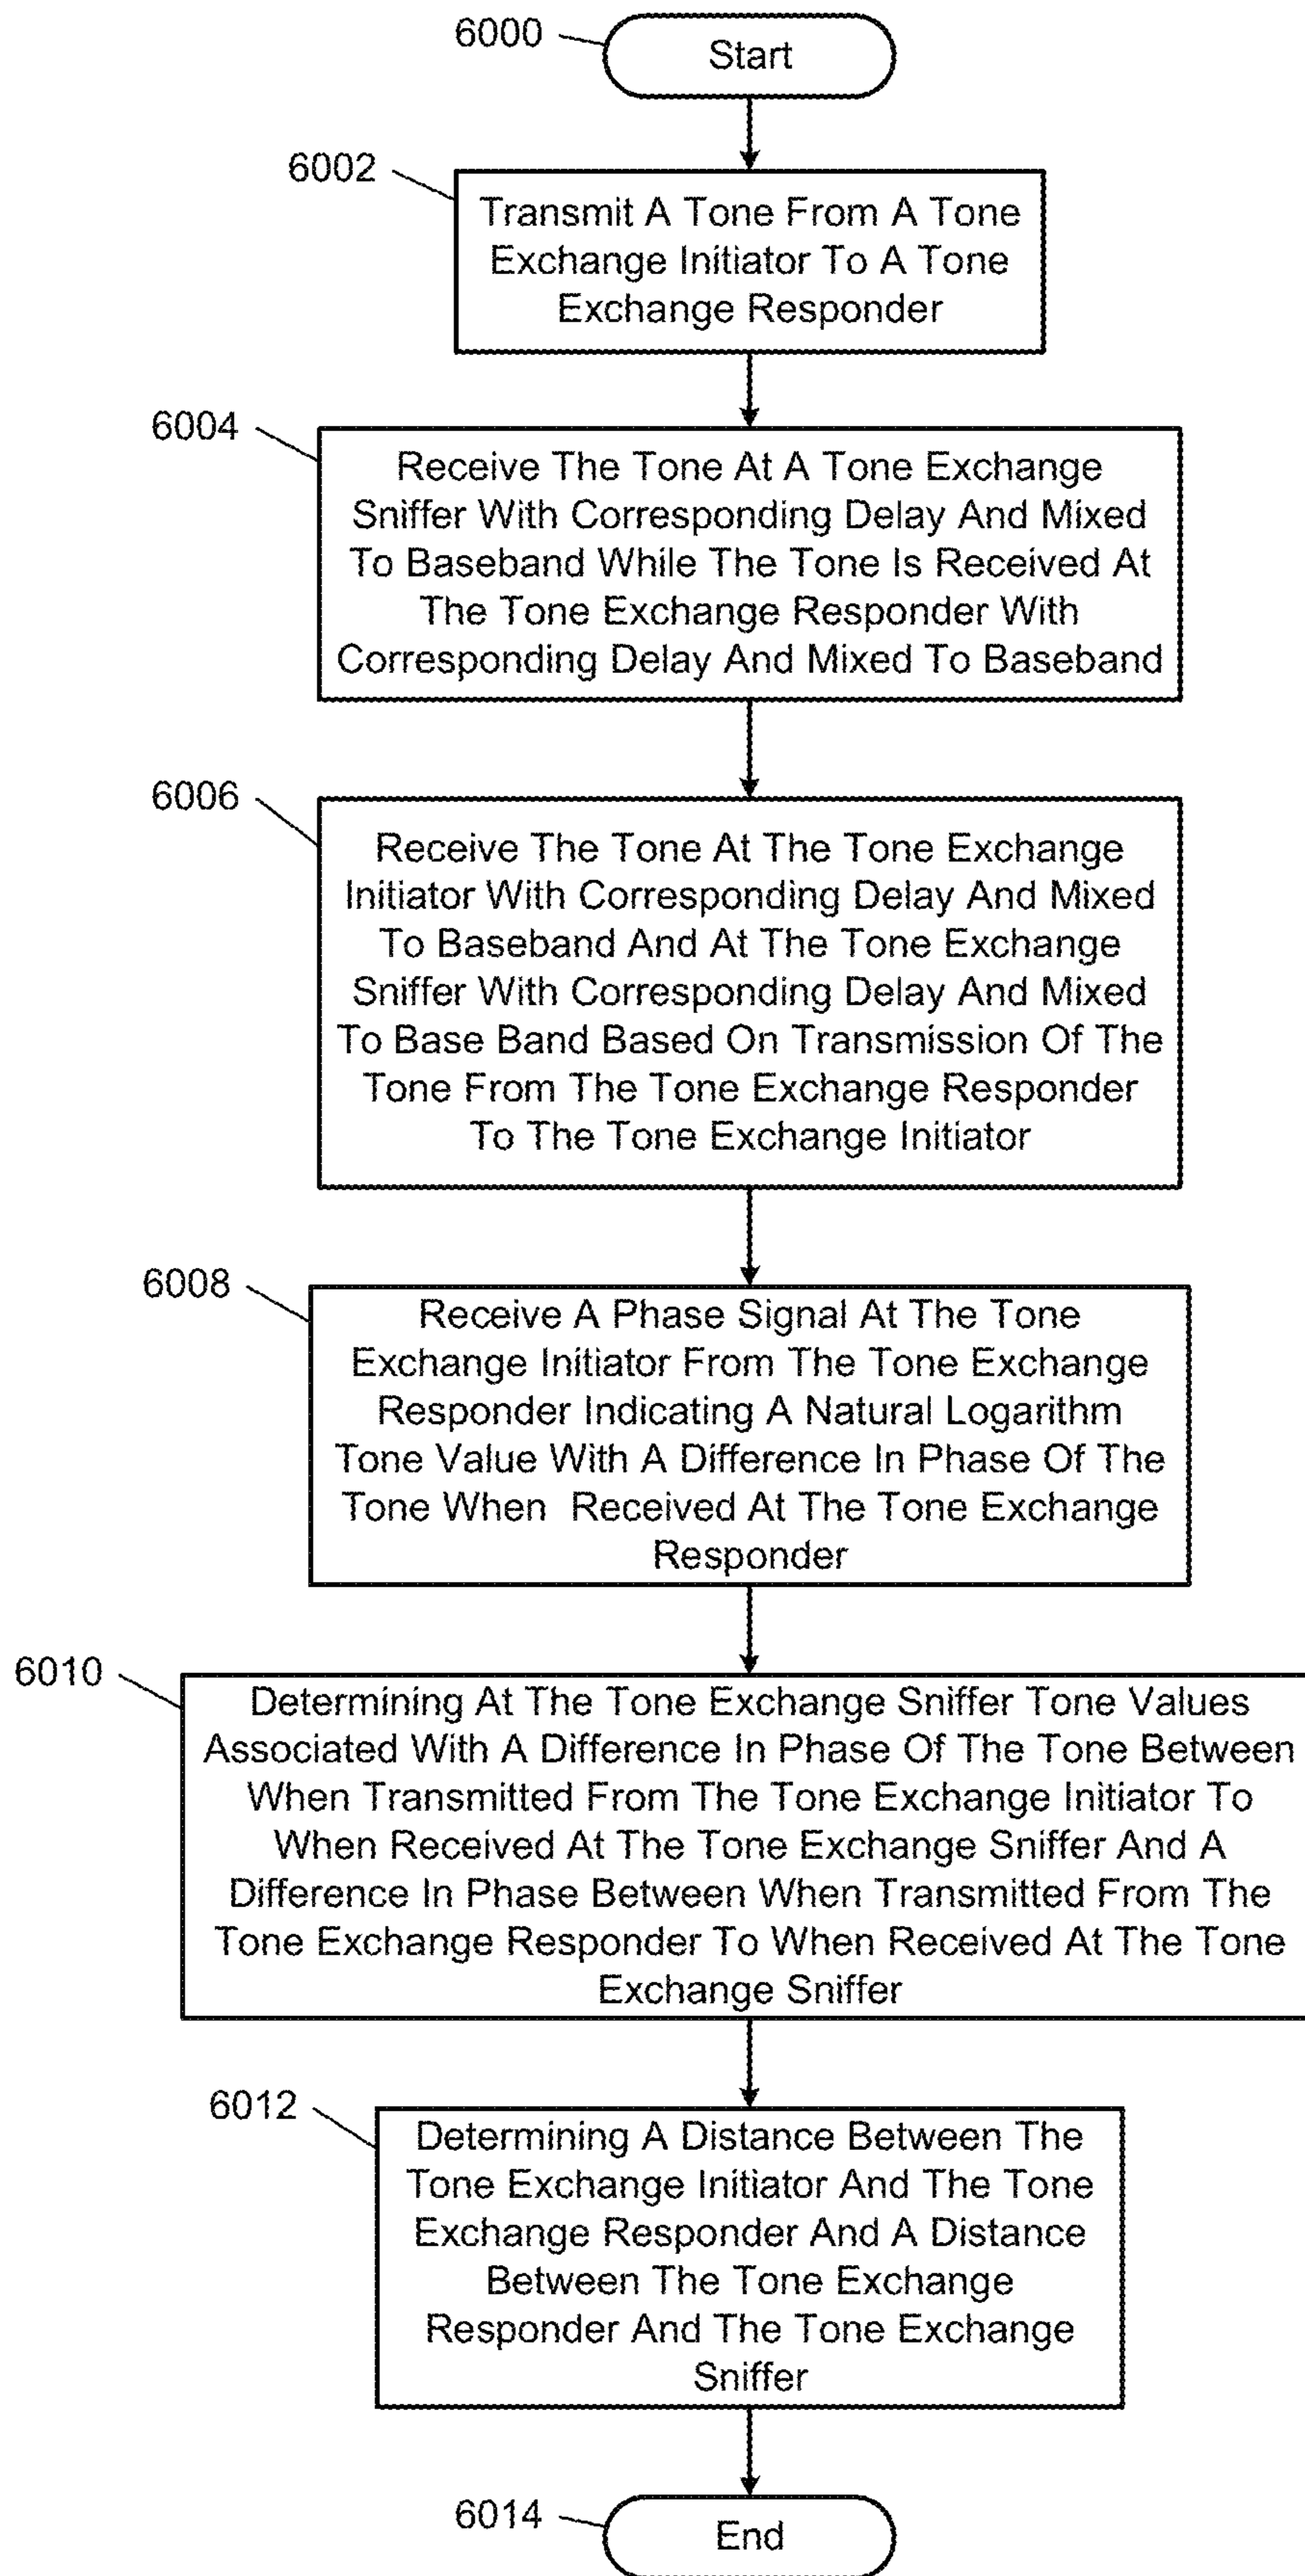 6000
Start
6002
Transmit A Tone From A Tone
Exchange Initiator To A Tone
Exchange Responder
6004
Receive The Tone At A Tone Exchange
Sniffer With Corresponding Delay And Mixed
To Baseband While The Tone Is Received At
The Tone Exchange Responder With
Corresponding Delay And Mixed To Baseband
6006
Receive The Tone At The Tone Exchange
Initiator With Corresponding Delay And Mixed
To Baseband And At The Tone Exchange
Sniffer With Corresponding Delay And Mixed
To Base Band Based On Transmission Of The
Tone From The Tone Exchange Responder
To The Tone Exchange Initiator
6008
Receive A Phase Signal At The Tone
Exchange Initiator From The Tone Exchange
Responder Indicating A Natural Logarithm
Tone Value With A Difference In Phase Of The
Tone When Received At The Tone Exchange
Responder
6010
Determining At The Tone Exchange Sniffer Tone Values
Associated With A Difference In Phase Of The Tone Between
When Transmitted From The Tone Exchange Initiator To
When Received At The Tone Exchange Sniffer And A
Difference In Phase Between When Transmitted From The
Tone Exchange Responder To When Received At The Tone
Exchange Sniffer
6012
Determining A Distance Between The
Tone Exchange Initiator And The Tone
Exchange Responder And A Distance
Between The Tone Exchange
Responder And The Tone Exchange
Sniffer
6014
End